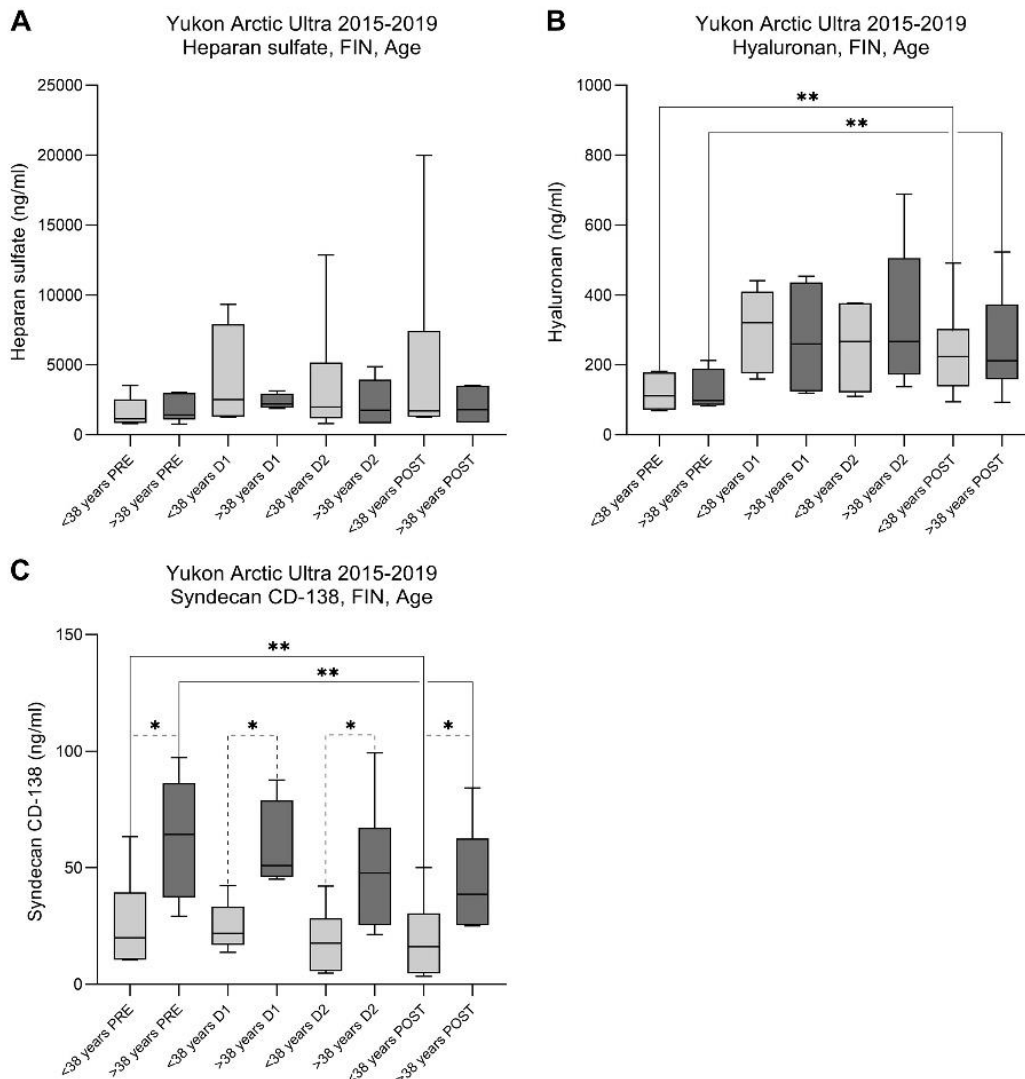 A
Yukon Arctic Ultra 2015-2019
Heparan sulfate, FIN, Age
25000
20000
15000
10000
5000
0
Heparan sulfate (ng/ml)
<38 years PRE
>38 years PRE
<38 years D1
>38 years D1
<38 years D2
>38 years D2
<38 years POST
>38 years POST
B
Yukon Arctic Ultra 2015-2019
Hyaluronan, FIN, Age
1000
800
600
400
200
0
Hyaluronan (ng/ml)
**
**
<38 years PRE
>38 years PRE
<38 years D1
>38 years D1
<38 years D2
>38 years D2
<38 years POST
>38 years POST
C
Yukon Arctic Ultra 2015-2019
Syndecan CD-138, FIN, Age
150
100
50
0
Syndecan CD-138 (ng/ml)
**
**
* * * *
<38 years PRE
>38 years PRE
<38 years D1
>38 years D1
<38 years D2
>38 years D2
<38 years POST
>38 years POST